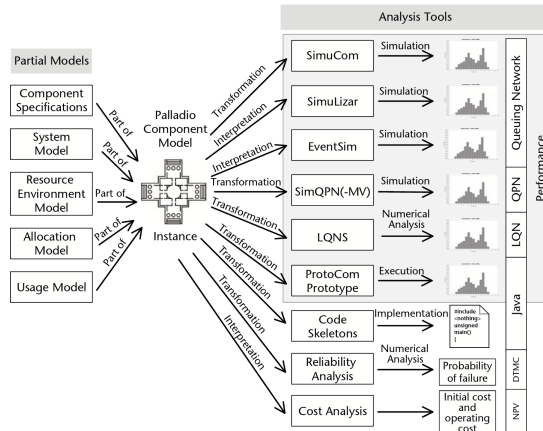 Analysis Tools
Partial Models
Component
Specifications
System
Model
Resource
Environment
Model
Allocation
Model
Usage Model
Part of
Part of
Part of
Part of
Part of
Palladio
Component
Model
Instance
Transformation
Interpretation
Interpretation
Transformation
Transformation
Transformation
Transformation
Transformation
Interpretation
SimuCom
Simulation
SimuLizar
Simulation
EventSim
Simulation
SimQPN(-MV)
Simulation
LQNS
Numerical
Analysis
ProtoCom
Prototype
Execution
Code
Skeletons
Implementation
#include
<nothing>
unsigned
main()
{
Reliability
Analysis
Numerical
Analysis
Probability
of failure
Cost Analysis
Initial cost
and
operating
cost
Queuing Network
QPN
LQN
Java
DTMC
NPV
Performance